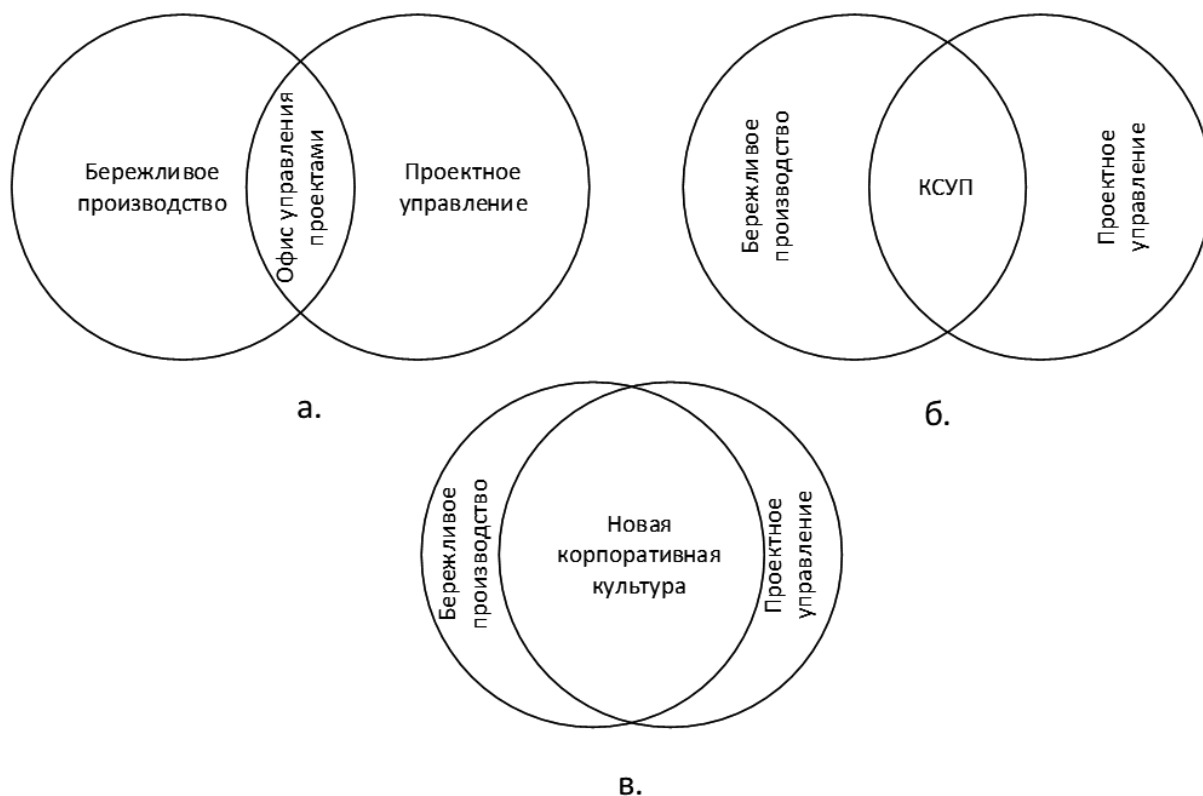 Бережливое
производство
Офис управления
проектами
Проектное
управление
а.
Бережливое
производство
КСУП
Проектное
управление
б.
Бережливое
производство
Новая
корпоративная
культура
Проектное
управление
в.